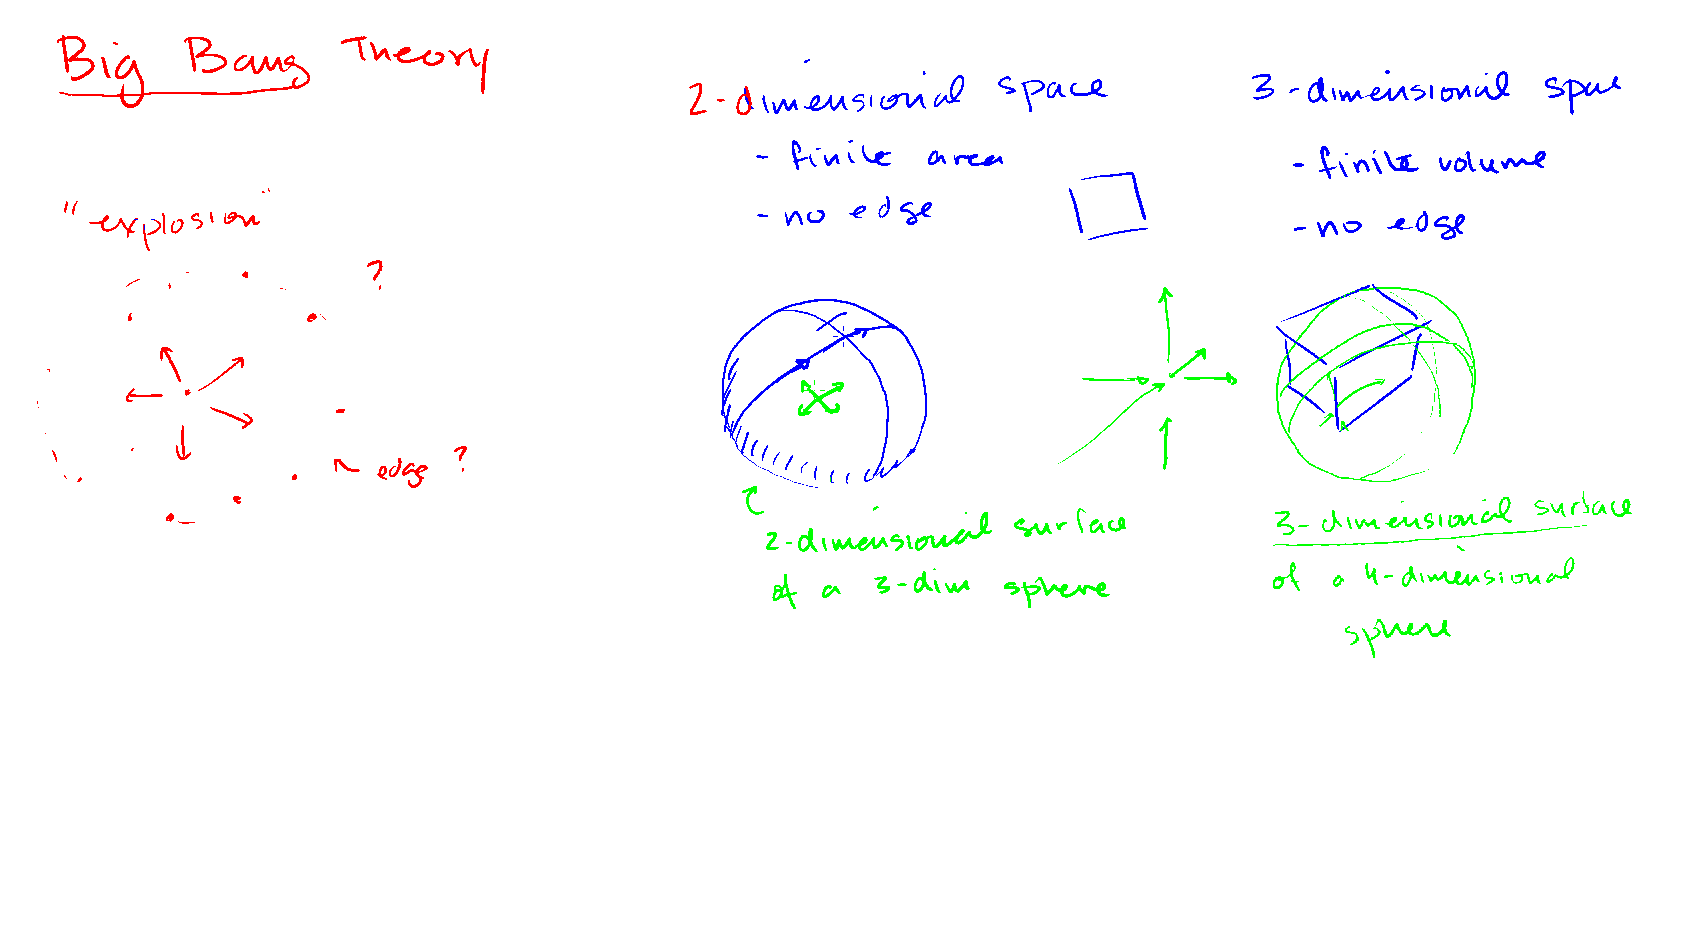 Big Bang Theory
"explosion"
?
edge ?
2-dimensional space
- finite area
- no edge
2-dimensional surface
of a 3-dim sphere
3-dimensional space
- finite volume
- no edge
3-dimensional surface
of a 4-dimensional
sphere